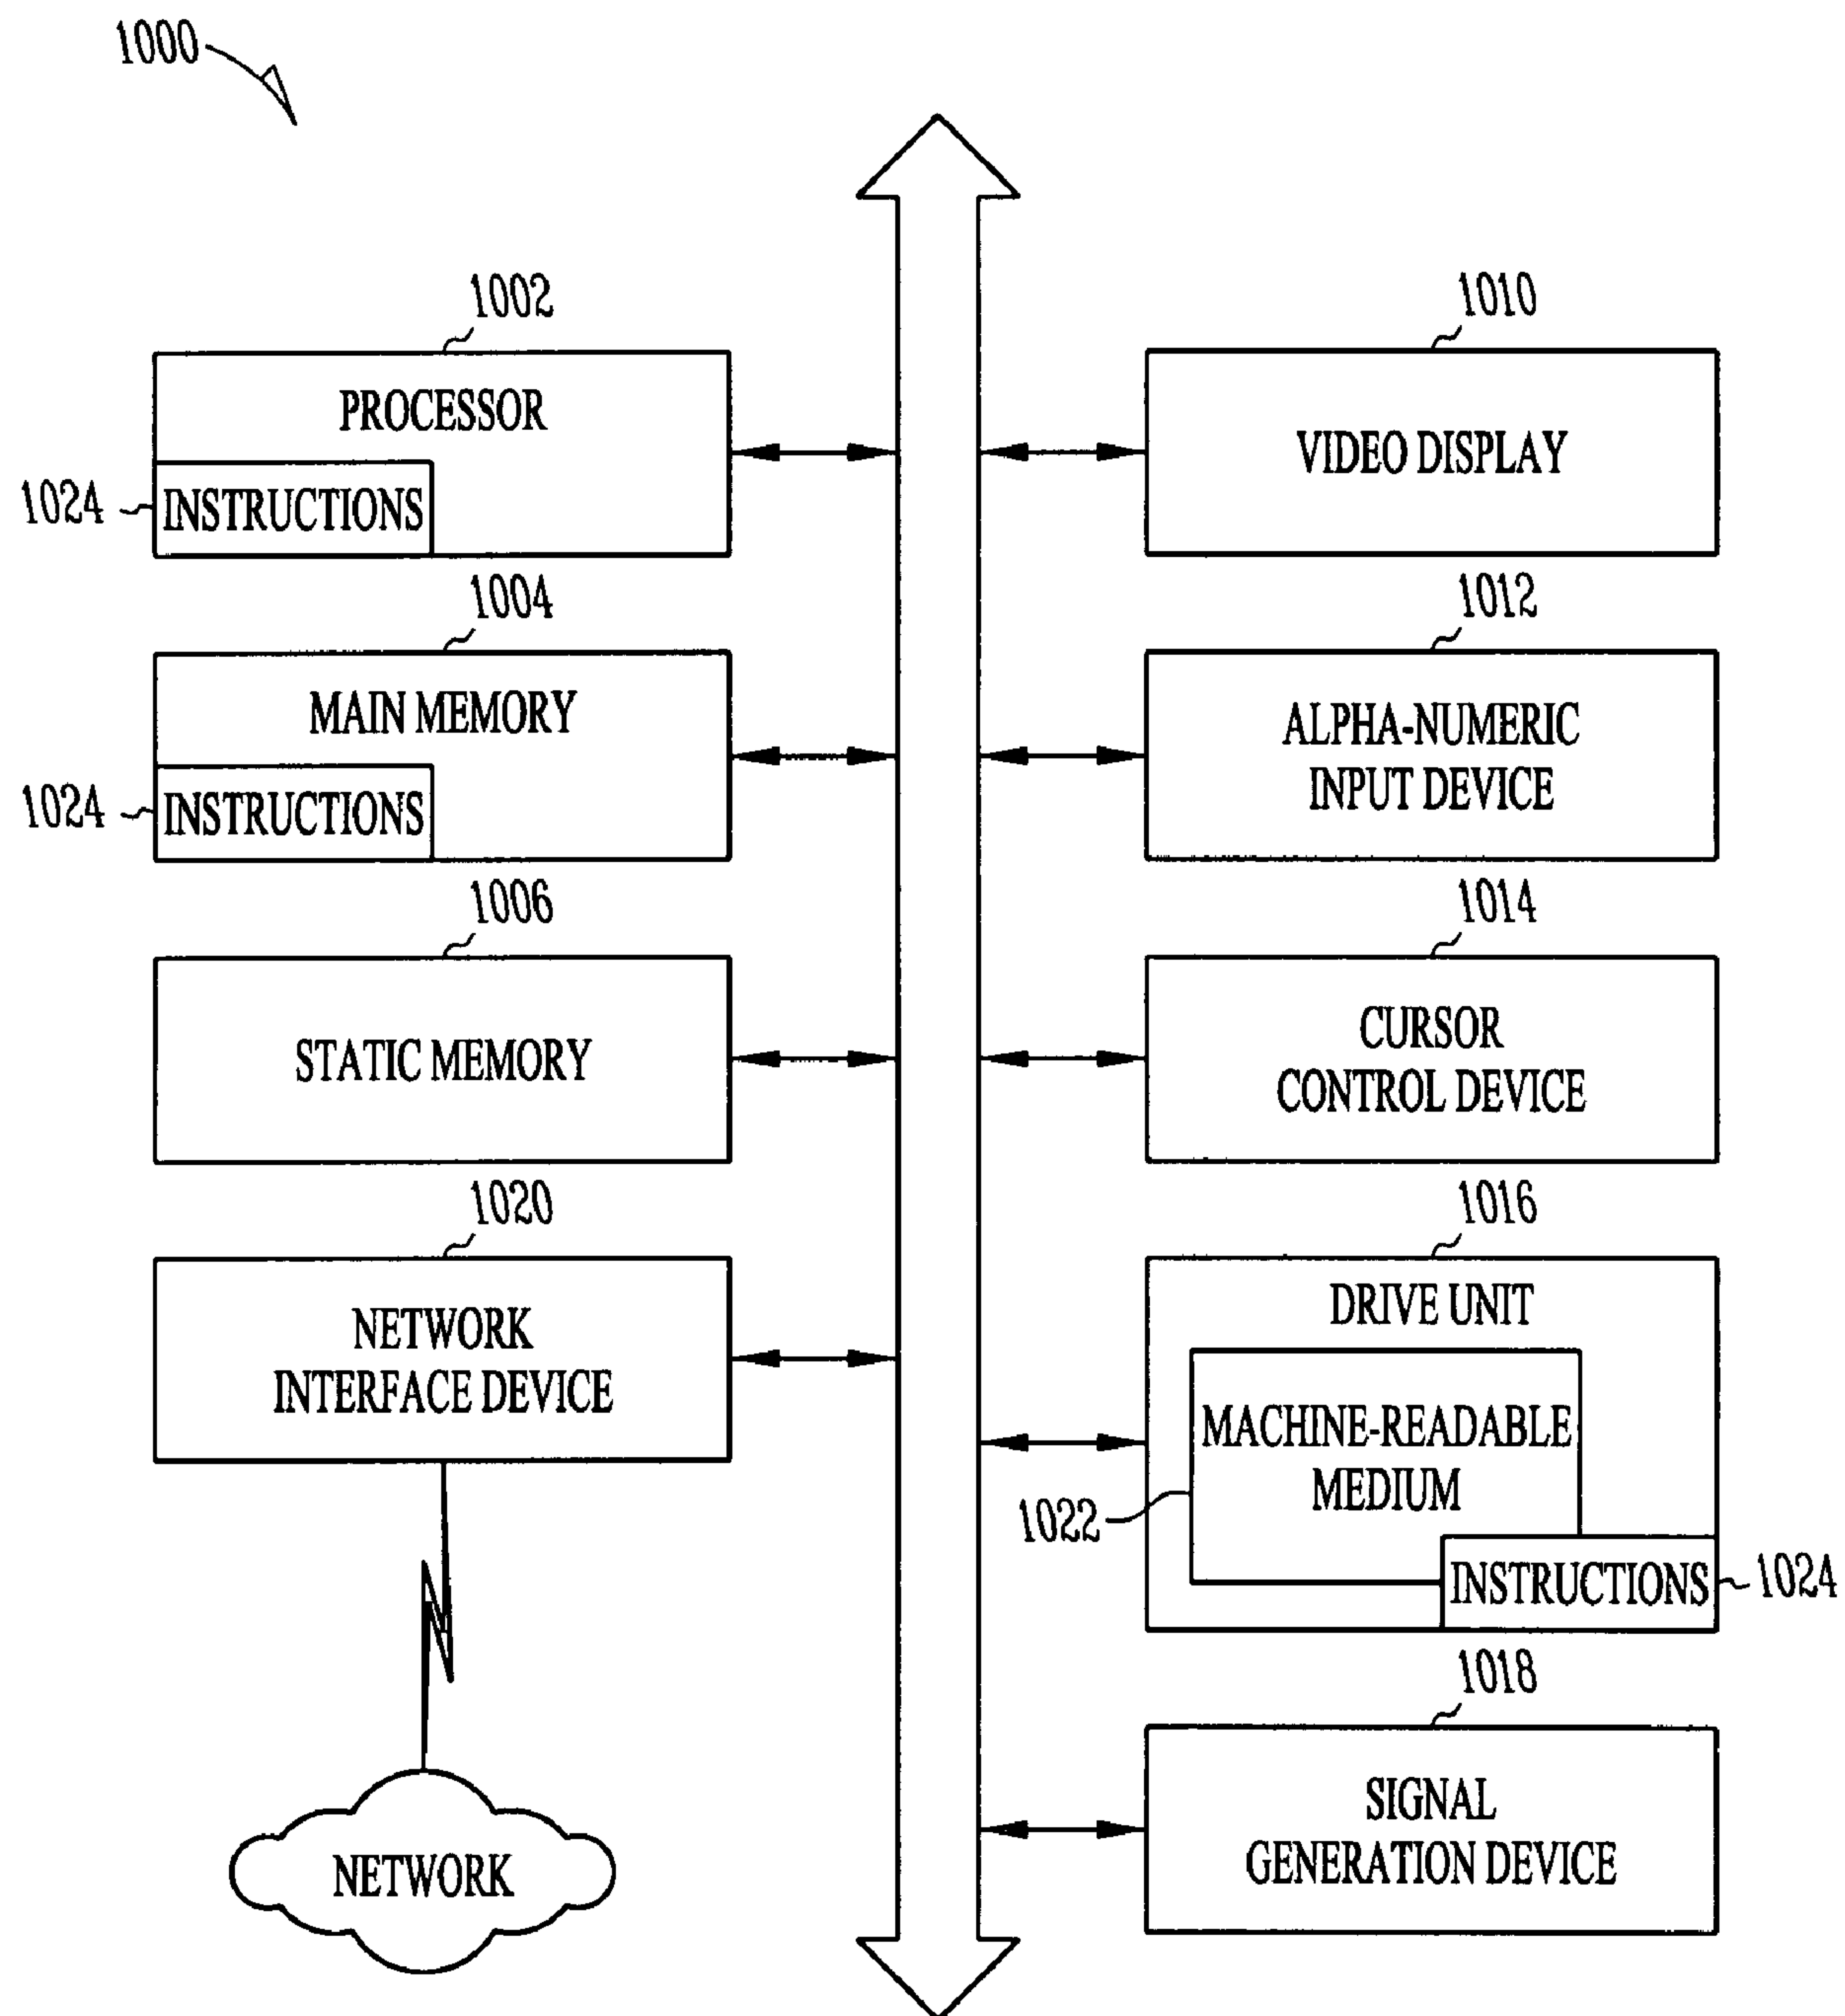 1000
1002
PROCESSOR
1024
INSTRUCTIONS
1004
MAIN MEMORY
1024
INSTRUCTIONS
1006
STATIC MEMORY
1020
NETWORK
INTERFACE DEVICE
NETWORK
1010
VIDEO DISPLAY
1012
ALPHA-NUMERIC
INPUT DEVICE
1014
CURSOR
CONTROL DEVICE
1016
DRIVE UNIT
MACHINE-READABLE
MEDIUM
1022
INSTRUCTIONS
1024
1018
SIGNAL
GENERATION DEVICE